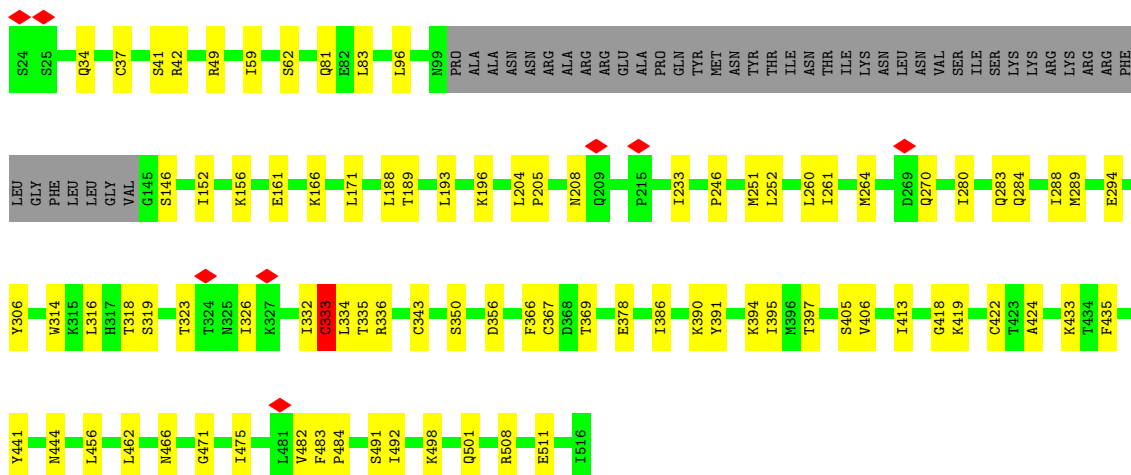 S24 S25 Q34 C37 S41 R42 R49 I59 S62 Q81 E82 L83 L96 N99 PRO ALA ALA ASN ASN ARG ALA ARG ARG GLU ALA PRO GLN TYR MET ASN TYR THR ILE ASN THR ILE LYS ASN LEU ASN VAL SER ILE SER LYS LYS ARG LYS ARG ARG PHE
LEU GLY PHE LEU LEU GLY VAL G145 S146 I152 K156 E161 K166 L171 L188 T189 L193 K196 L204 P205 N208 Q209 P215 I233 P246 M251 L252 L260 I261 M264 D269 Q270 I280 Q283 Q284 I288 M289 E294
Y306 W314 K315 L316 H317 T318 S319 T323 T324 N325 I326 K327 I332 C333 L334 T335 R336 C343 S350 D356 F366 C367 D368 T369 E378 I386 K390 Y391 K394 I395 M396 T397 S405 V406 I413 G418 K419 C422 T423 A424 K433 T434 F435
Y441 N444 L456 L462 N466 G471 I475 L481 V482 F483 P484 S491 I492 K498 Q501 R508 E511 I516